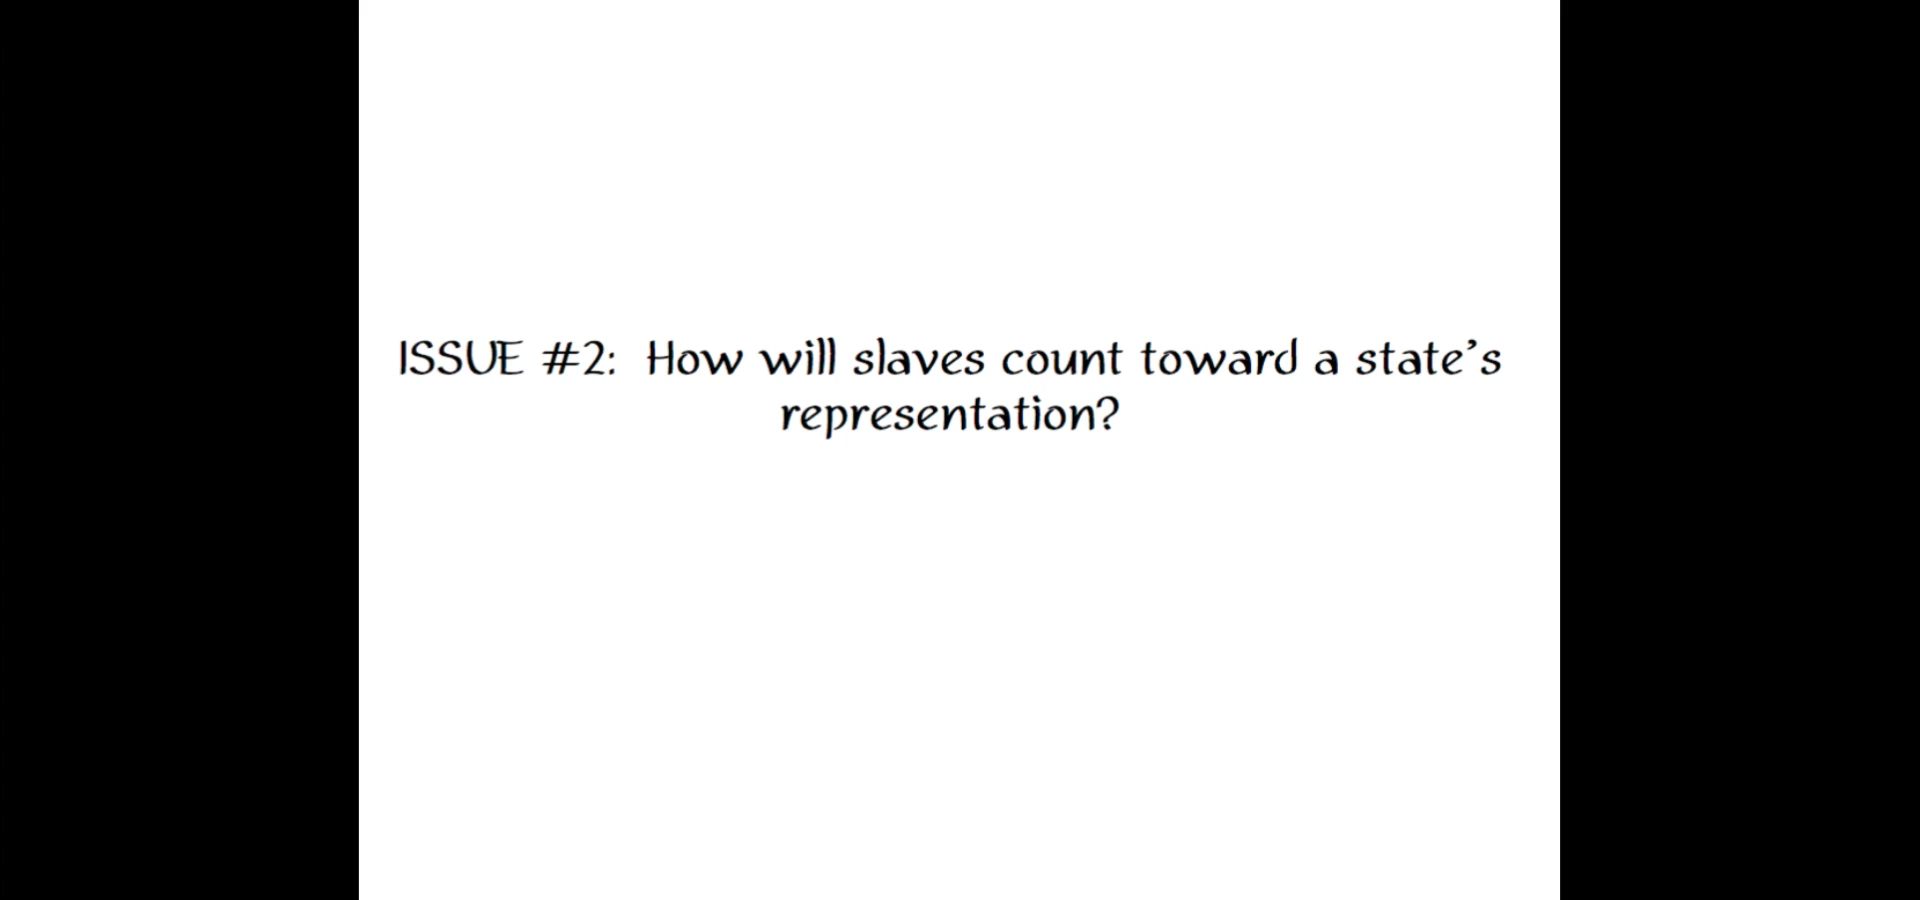 ISSUE #2:  How will slaves count toward a state’s
representation?